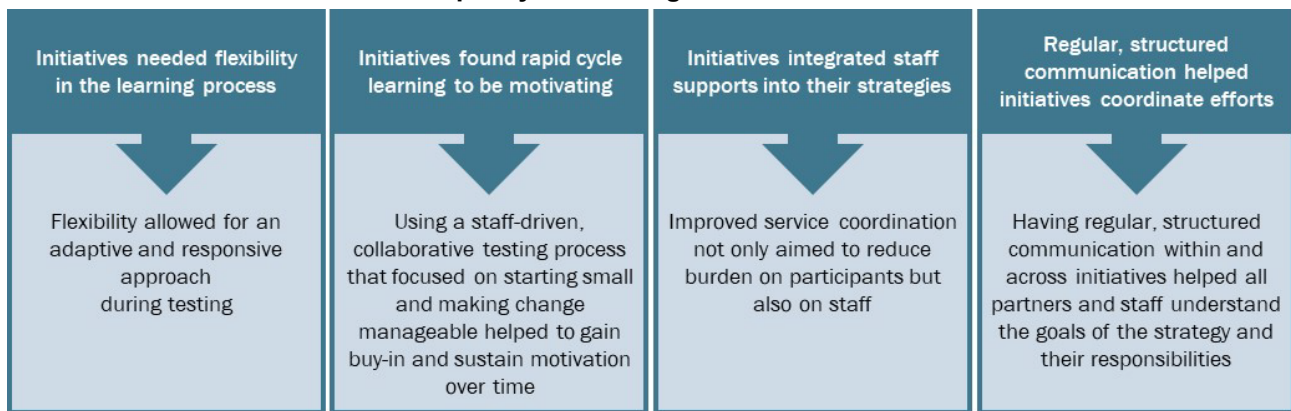 Initiatives needed flexibility
in the learning process
Flexibility allowed for an
adaptive and responsive
approach
during testing
Initiatives found rapid cycle
learning to be motivating
Using a staff-driven,
collaborative testing process
that focused on starting small
and making change
manageable helped to gain
buy-in and sustain motivation
over time
Initiatives integrated staff
supports into their strategies
Improved service coordination
not only aimed to reduce
burden on participants but
also on staff
Regular, structured
communication helped
initiatives coordinate efforts
Having regular, structured
communication within and
across initiatives helped all
partners and staff understand
the goals of the strategy and
their responsibilities